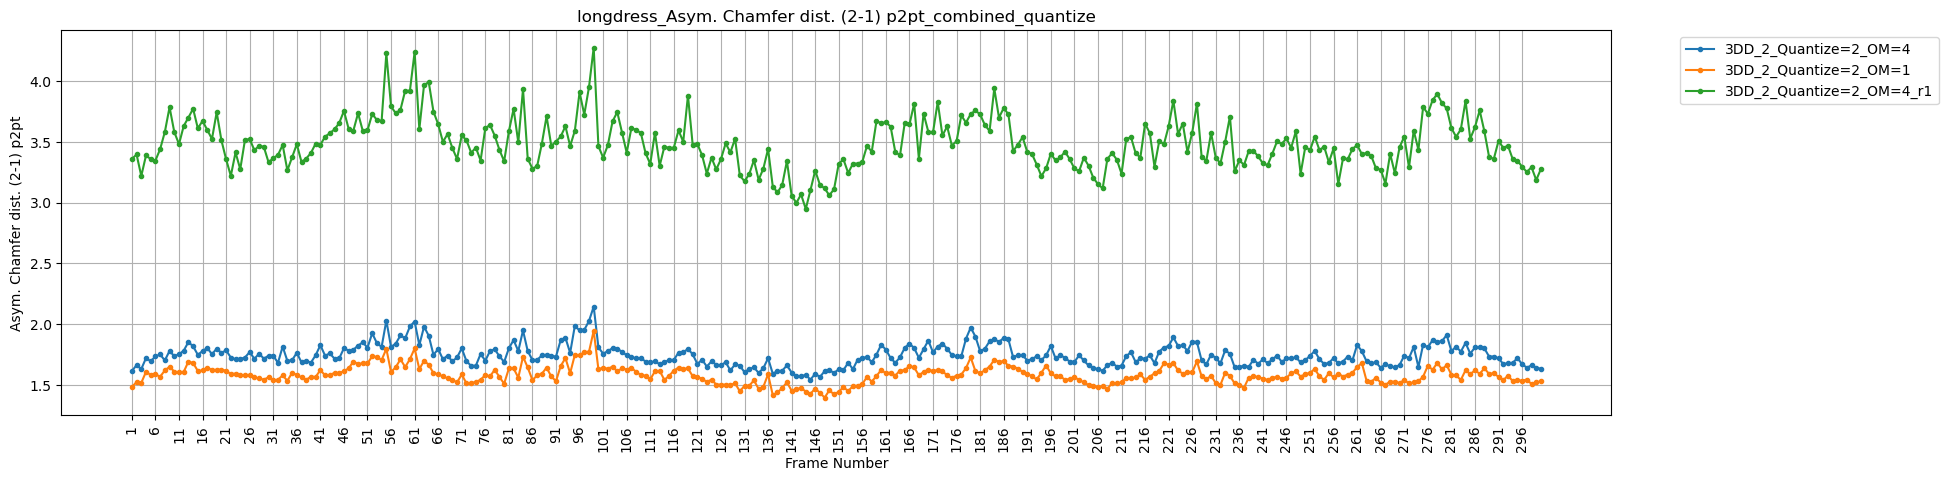 longdress_Asym. Chamfer dist. (2-1) p2pt_combined_quantize
Asym. Chamfer dist. (2-1) p2pt
4.0
3.5
3.0
2.5
2.0
1.5
1 6 11 16 21 26 31 36 41 46 51 56 61 66 71 76 81 86 91 96 101 106 111 116 121 126 131 136 141 146 151 156 161 166 171 176 181 186 191 196 201 206 211 216 221 226 231 236 241 246 251 256 261 266 271 276 281 286 291 296
Frame Number
3DD_2_Quantize=2_OM=4
3DD_2_Quantize=2_OM=1
3DD_2_Quantize=2_OM=4_r1